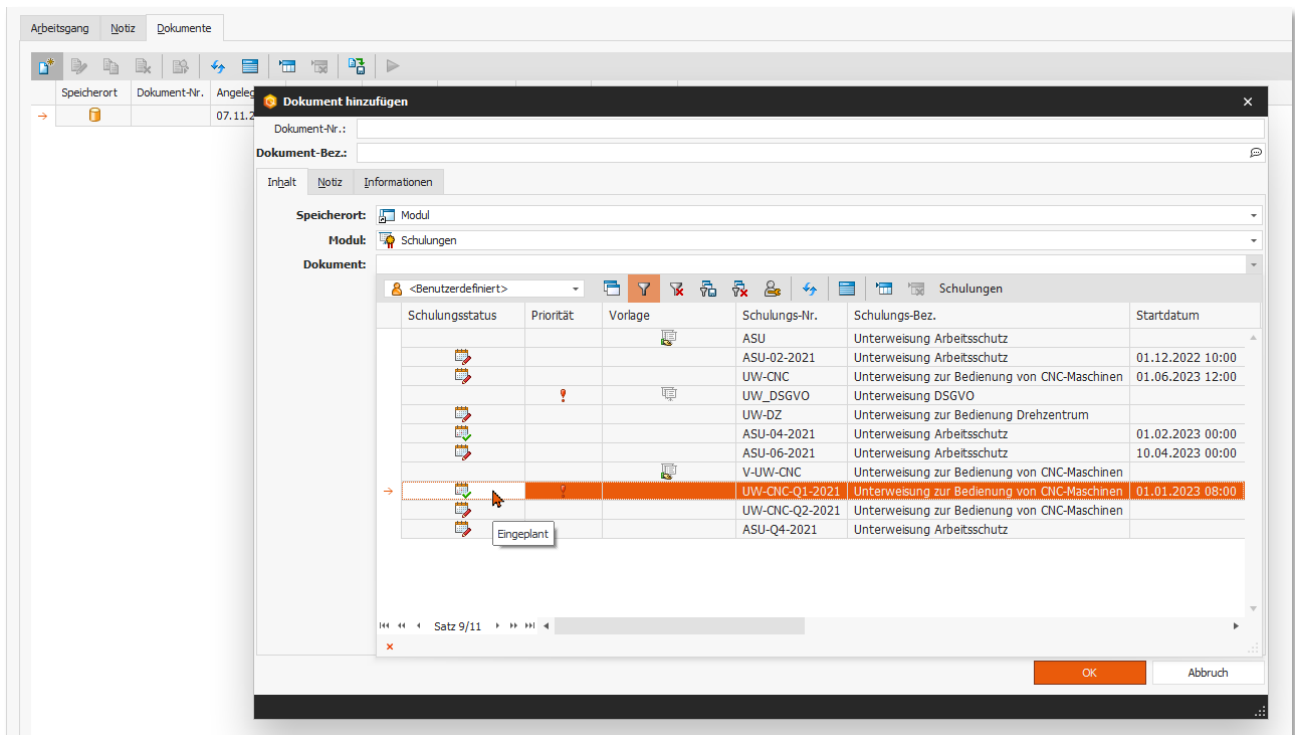 Arbeitsgang Notiz Dokumente
Speicherort Dokument-Nr.
07.11.2
Dokument hinzufügen
Dokument-Nr.:
Dokument-Bez.:
Inhalt Notiz Informationen
Speicherort: Modul
Modul: Schulungen
Dokument:
<Benutzerdefiniert> Schulungen
Schulungsstatus Priorität Vorlage Schulungs-Nr. Schulungs-Bez. Startdatum
ASU Unterweisung Arbeitsschutz
ASU-02-2021 Unterweisung Arbeitsschutz 01.12.2022 10:00
UW-CNC Unterweisung zur Bedienung von CNC-Maschinen 01.06.2023 12:00
UW_DSGVO Unterweisung DSGVO
UW-DZ Unterweisung zur Bedienung Drehzentrum
ASU-04-2021 Unterweisung Arbeitsschutz 01.02.2023 00:00
ASU-06-2021 Unterweisung Arbeitsschutz 10.04.2023 00:00
V-UW-CNC Unterweisung zur Bedienung von CNC-Maschinen
UW-CNC-Q1-2021 Unterweisung zur Bedienung von CNC-Maschinen 01.01.2023 08:00
UW-CNC-Q2-2021 Unterweisung zur Bedienung von CNC-Maschinen
ASU-Q4-2021 Unterweisung Arbeitsschutz
Eingeplant
Satz 9/11
OK Abbruch